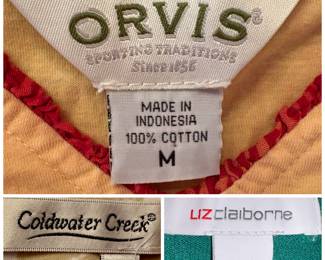 ORVIS®
SPORTING TRADITIONS
Since 1856
MADE IN
INDONESIA
100% COTTON
M
Coldwater Creek®
LIZ claiborne